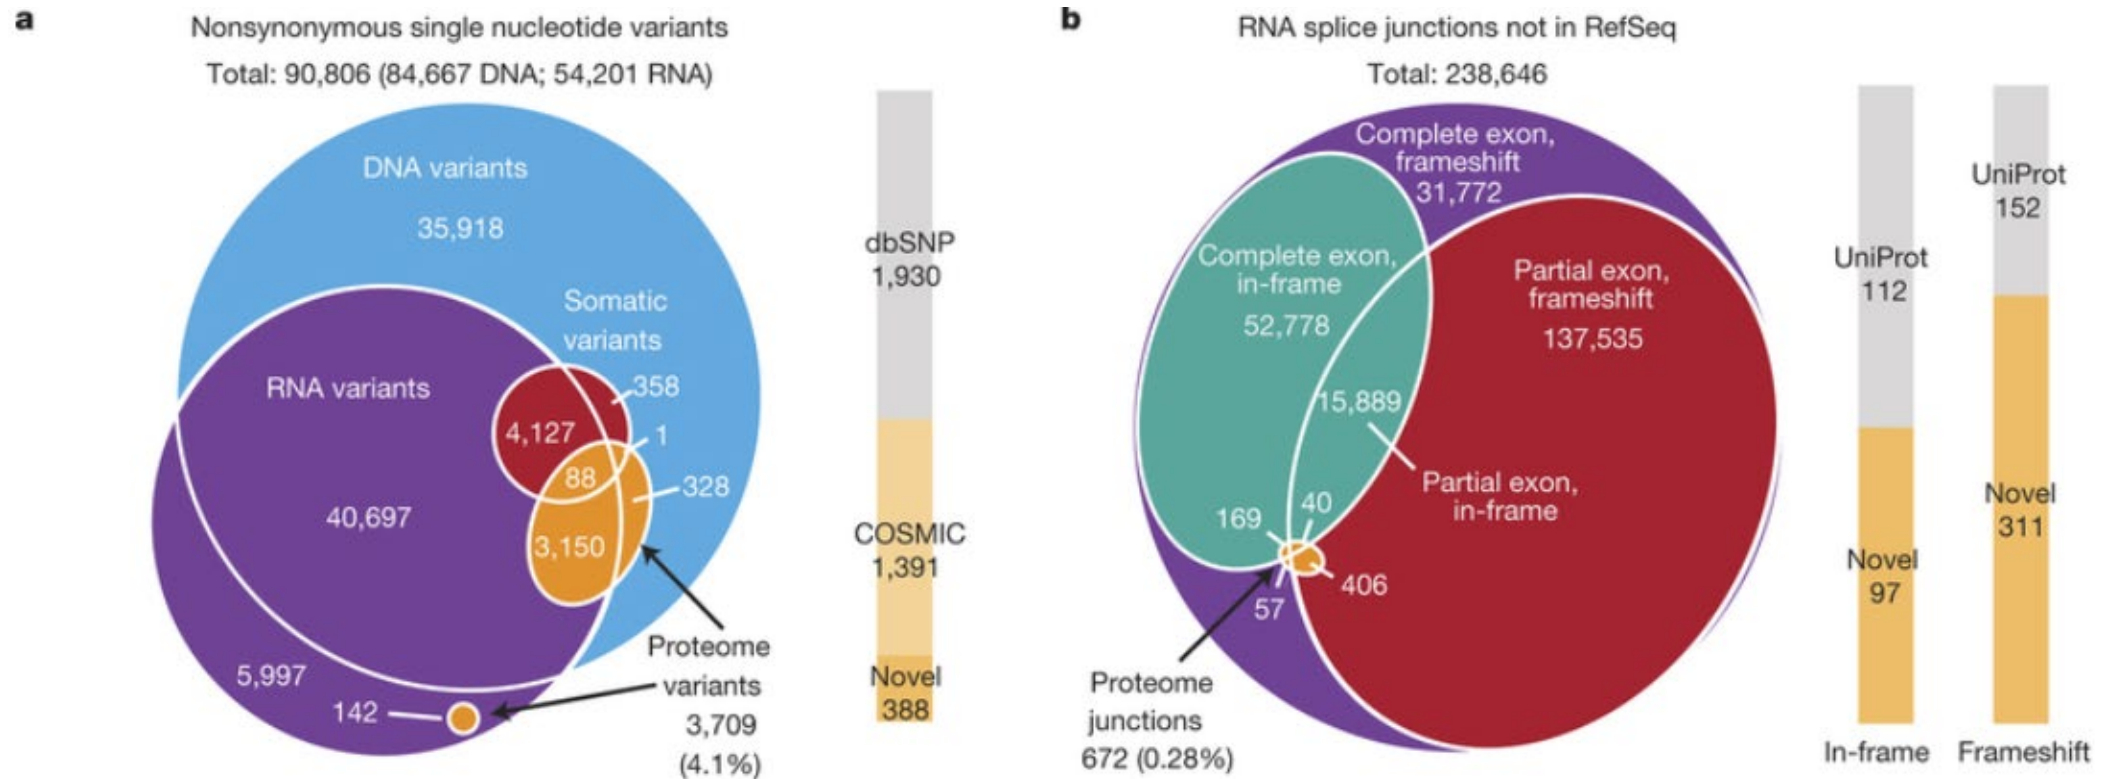 a
Nonsynonymous single nucleotide variants
Total: 90,806 (84,667 DNA; 54,201 RNA)
DNA variants
35,918
Somatic
variants
RNA variants
358
4,127
1
88
328
40,697
3,150
5,997
142
Proteome
variants
3,709
(4.1%)
dbSNP
1,930
COSMIC
1,391
Novel
388
b
RNA splice junctions not in RefSeq
Total: 238,646
Complete exon,
frameshift
31,772
Complete exon,
in-frame
52,778
Partial exon,
frameshift
137,535
15,889
Partial exon,
in-frame
169
40
406
57
Proteome
junctions
672 (0.28%)
UniProt
112
Novel
97
In-frame
UniProt
152
Novel
311
Frameshift